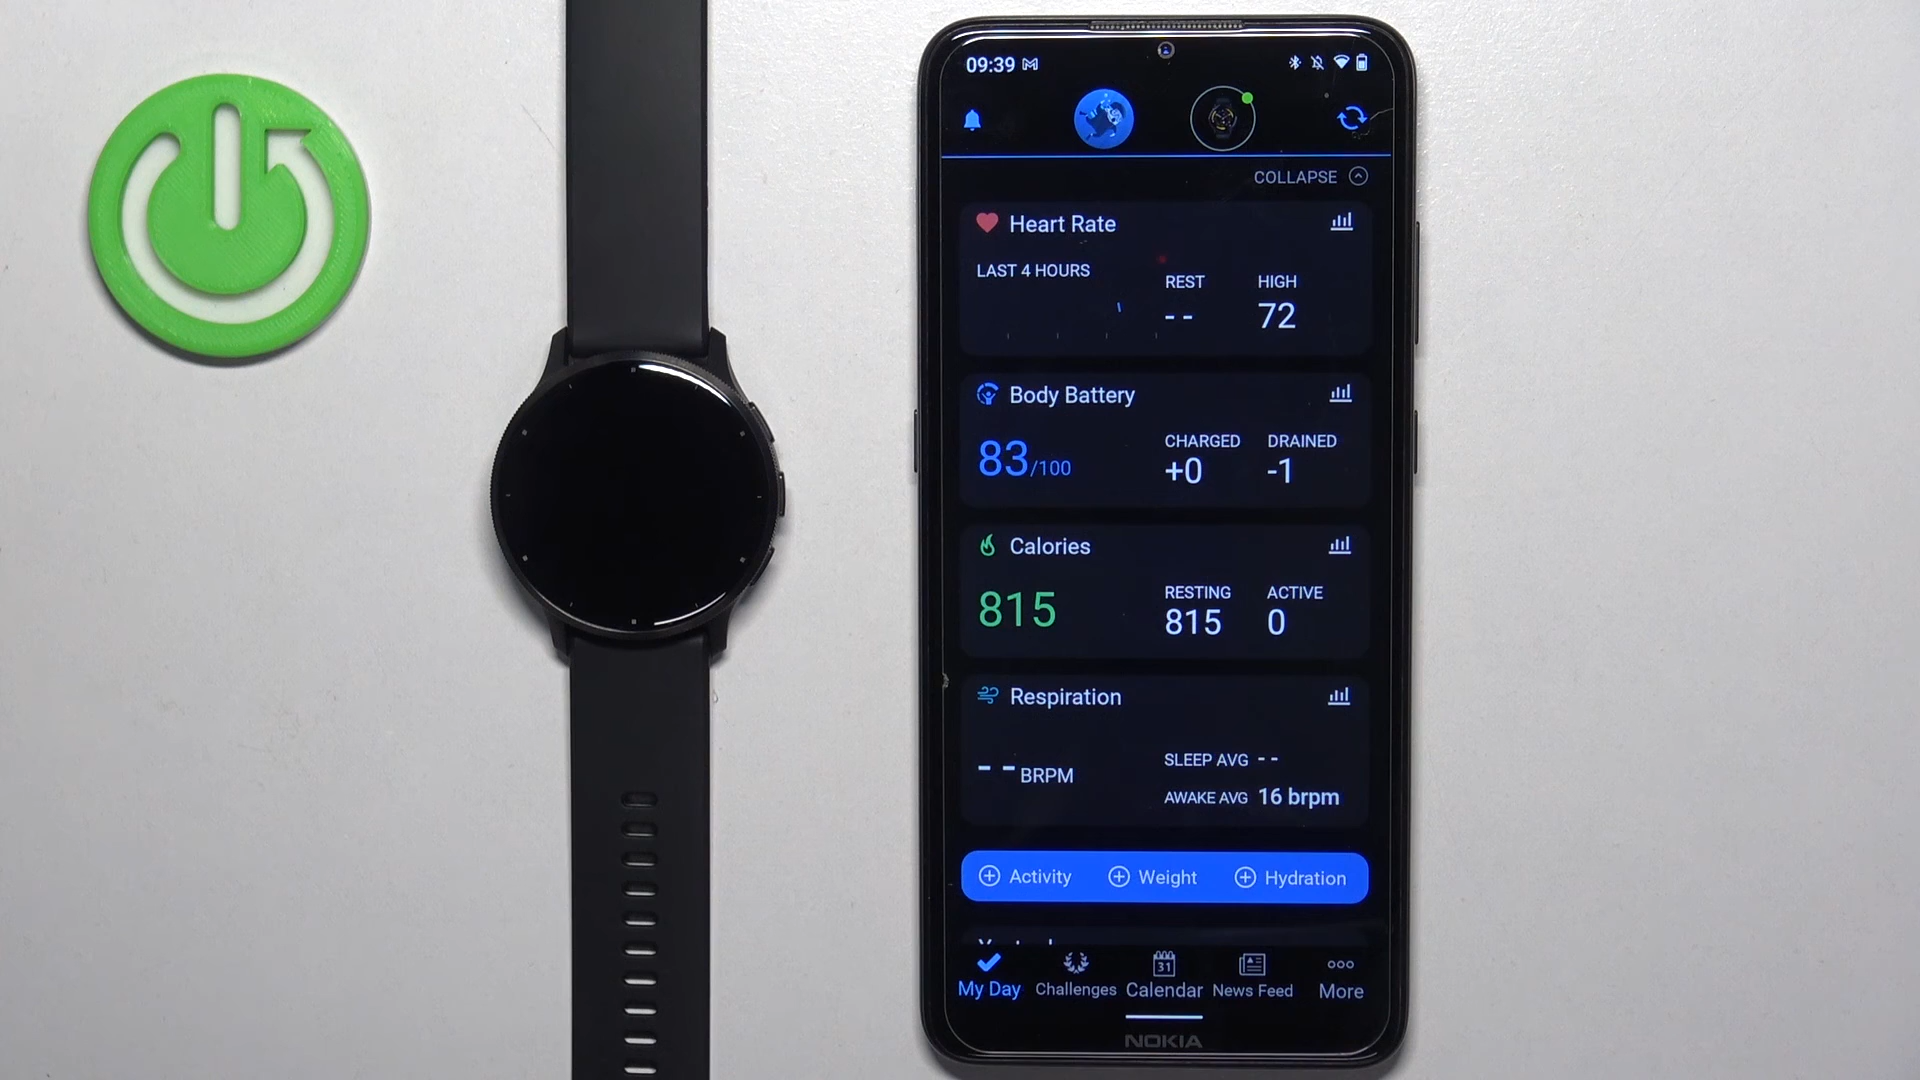 09:39
COLLAPSE
Heart Rate
LAST 4 HOURS
REST
HIGH
--
72
Body Battery
83/100
CHARGED
DRAINED
+0
-1
Calories
815
RESTING
ACTIVE
815
0
Respiration
-- BRPM
SLEEP AVG --
AWAKE AVG 16 brpm
Activity
Weight
Hydration
31
My Day
Challenges
Calendar
News Feed
More
NOKIA